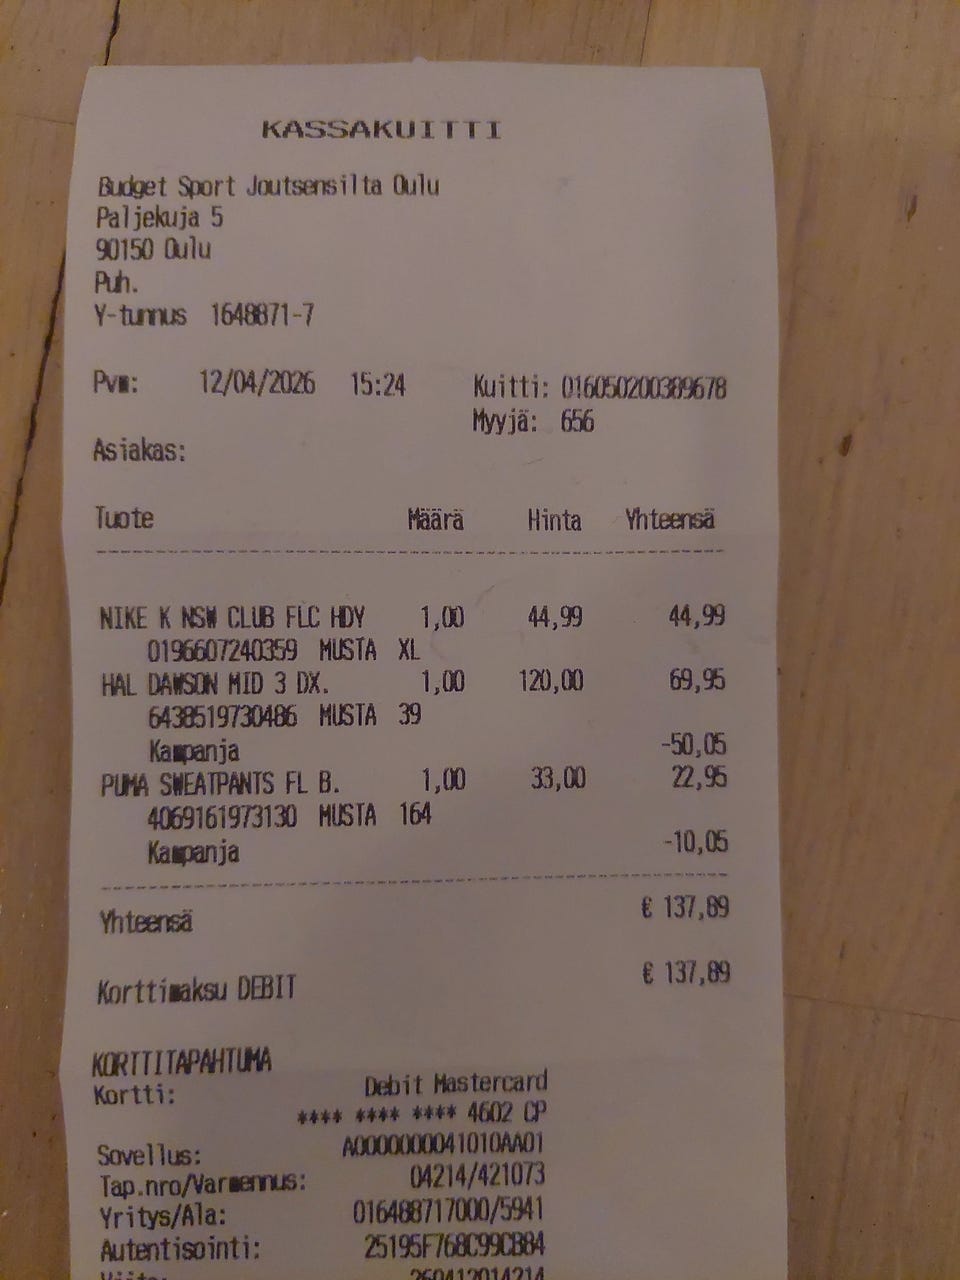 KASSAKUITTI
Budget Sport Joutsensilta Oulu
Paljekuja 5
90150 Oulu
Puh.
Y-tunnus 1648871-7
Pvm: 12/04/2026 15:24 Kuitti: 016050200389678
Myyjä: 656
Asiakas:
Tuote Määrä Hinta Yhteensä
NIKE K NSW CLUB FLC HDY 1,00 44,99 44,99
0196607240359 MUSTA XL
HAL DAWSON MID 3 DX. 1,00 120,00 69,95
6438519730486 MUSTA 39
Kampanja -50,05
PUMA SWEATPANTS FL B. 1,00 33,00 22,95
4069161973130 MUSTA 164
Kampanja -10,05
Yhteensä € 137,89
Korttimaksu DEBIT € 137,89
KORTTITAPAHTUMA
Kortti: Debit Mastercard
**** **** **** 4602 CP
Sovellus: A0000000041010AA01
Tap.nro/Varmennus: 04214/421073
Yritys/Ala: 016488717000/5941
Autentisointi: 25195F768C99CB84
Viite: 260412014214